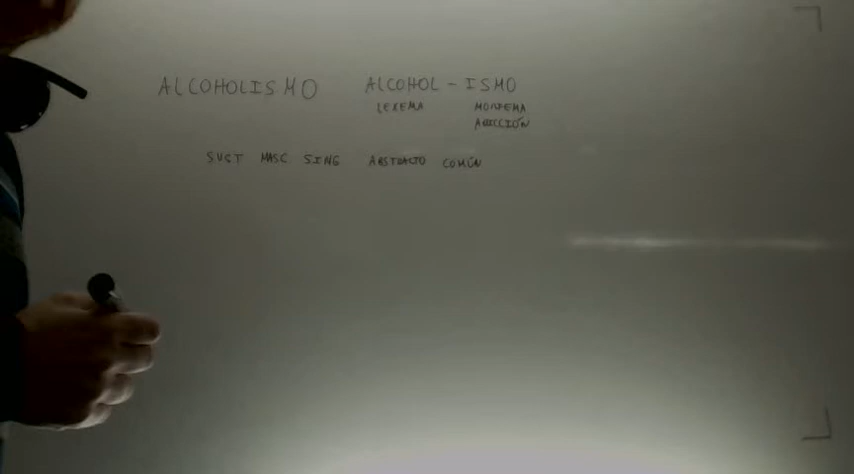 ALCOHOLISMO ALCOHOL - ISMO
LEXEMA MORFEMA
ADICCIÓN
SUST MASC SING ABSTRACTO COMÚN